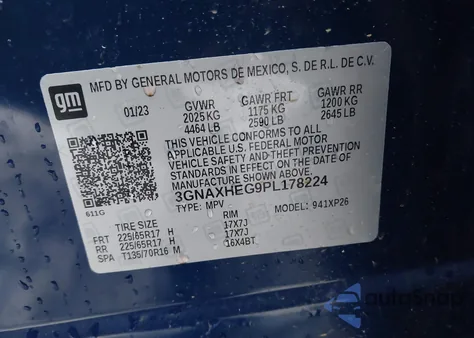 MFD BY GENERAL MOTORS DE MEXICO, S. DE R.L. DE C.V.
gm
01/23 GVWR GAWR FRT GAWR RR
2025 KG 1175 KG 1200 KG
4464 LB 2590 LB 2645 LB
THIS VEHICLE CONFORMS TO ALL
APPLICABLE U.S. FEDERAL MOTOR
VEHICLE SAFETY AND THEFT
PREVENTION STANDARDS IN EFFECT
ON THE DATE OF
MANUFACTURE SHOWN ABOVE.
3GNAXHEG9PL178224
611G TYPE: MPV MODEL: 941XP26
TIRE SIZE RIM
FRT 225/65R17 H 17X7J
RR 225/65R17 H 17X7J
SPA T135/70R16 M 16X4BT
autosnap